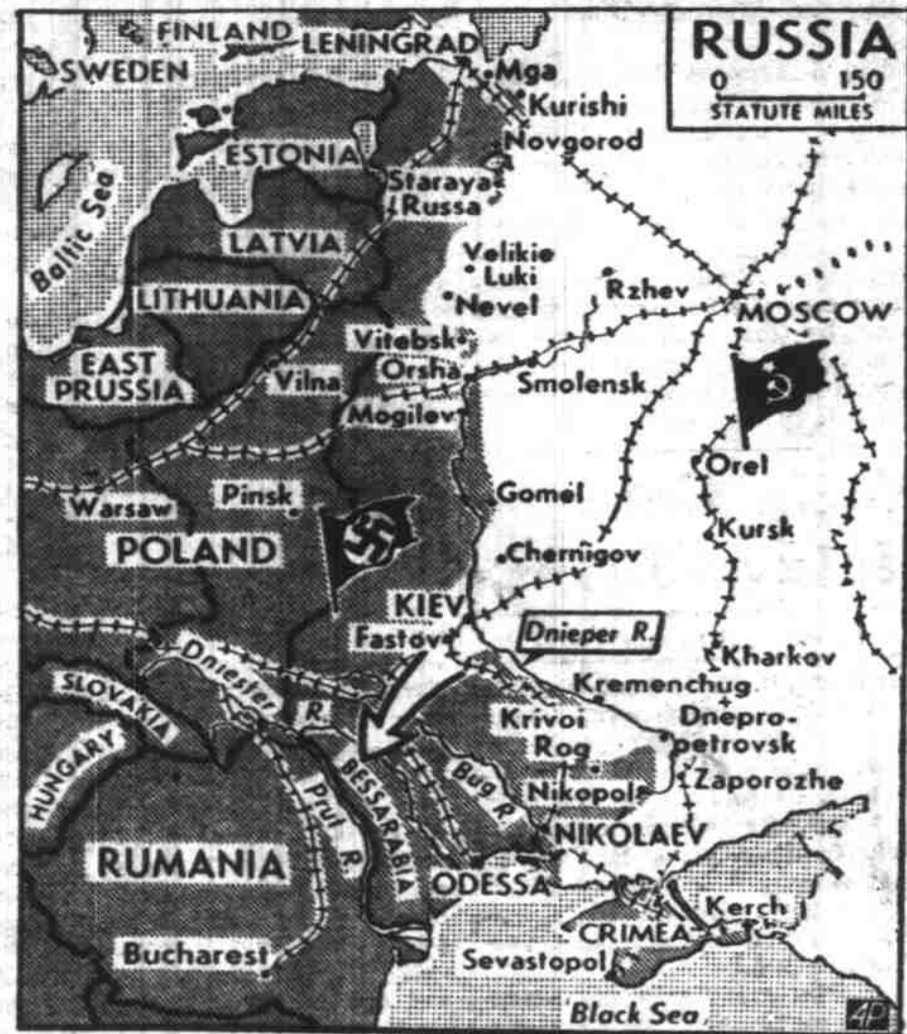 FINLAND
LENINGRAD
SWEDEN
RUSSIA
0 150
STATUTE MILES
Mga
Kurishi
Novgorod
ESTONIA
Staraya
Russa
Baltic Sea
LATVIA
Velikie
Luki
Nevel
Rzhev
LITHUANIA
MOSCOW
Vitebsk
Orsha
EAST
PRUSSIA
Vilna
Smolensk
Mogilev
Orel
Warsaw
Pinsk
Gomel
Kursk
POLAND
Chernigov
KIEV
Fastov
Dnieper R.
Dniester
R.
Kharkov
Kremenchug
SLOVAKIA
Krivoi
Rog
Dnepro-
petrovsk
HUNGARY
BESSARABIA
Bug R.
Zaporozhe
Nikopol
Prut R.
NIKOLAEV
RUMANIA
ODESSA
Kerch
CRIMEA
Bucharest
Sevastopol
Black Sea
AP